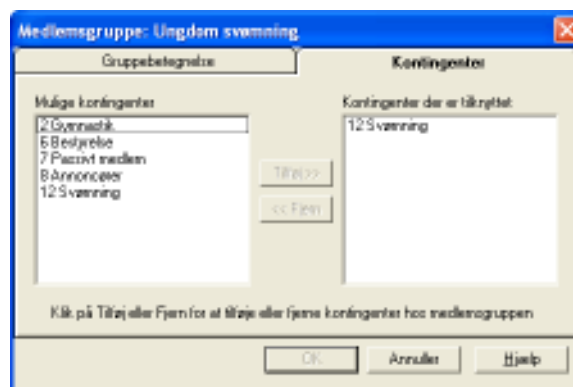 Medlemsgruppe: Ungdom svømning
Gruppebetegnelse
Kontingenter
Mulige kontingenter
2 Gymnastik
6 Bestyrelse
7 Passivt medlem
8 Annoncører
12 Svømning
Tilføj >>
<< Fjern
Kontingenter der er tilknyttet
12 Svømning
Klik på Tilføj eller Fjern for at tilføje eller fjerne kontingenter hos medlemsgruppen
OK
Annuller
Hjælp